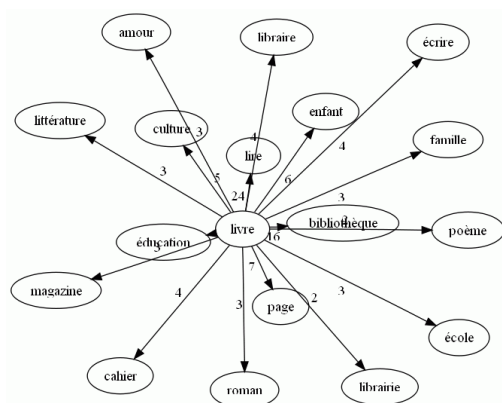 amour
libraire
écrire
littérature
culture
3
4
enfant
4
famille
lire
3
5
6
24
3
livre
bibliothèque
16
poème
éducation
magazine
7
4
3
page
2
3
école
cahier
roman
librairie